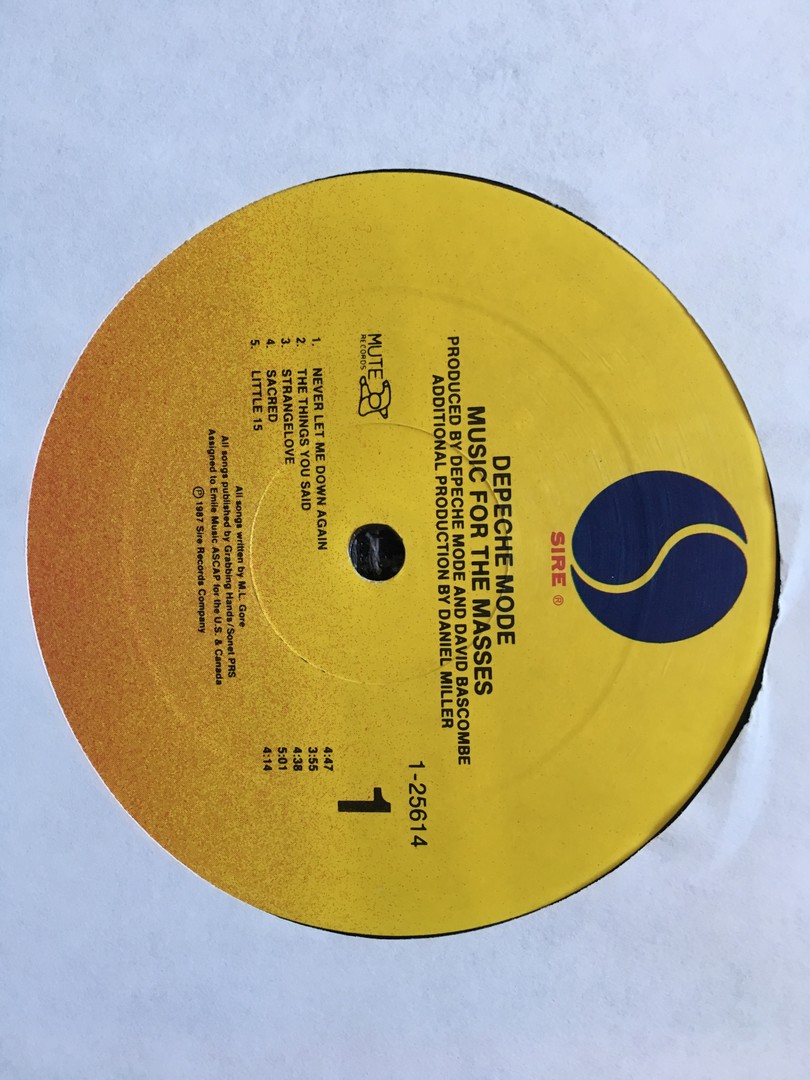 SIRE ®
DEPECHE MODE
MUSIC FOR THE MASSES
PRODUCED BY DEPECHE MODE AND DAVID BASCOMBE
ADDITIONAL PRODUCTION BY DANIEL MILLER
1-25614
MUTE
RECORDS
1
1. NEVER LET ME DOWN AGAIN 4:47
2. THE THINGS YOU SAID 3:55
3. STRANGELOVE 4:38
4. SACRED 5:01
5. LITTLE 15 4:14
All songs written by M.L. Gore
All songs published by Grabbing Hands/Sonet PRS
Assigned to Emile Music ASCAP for the U.S. & Canada
℗ 1987 Sire Records Company